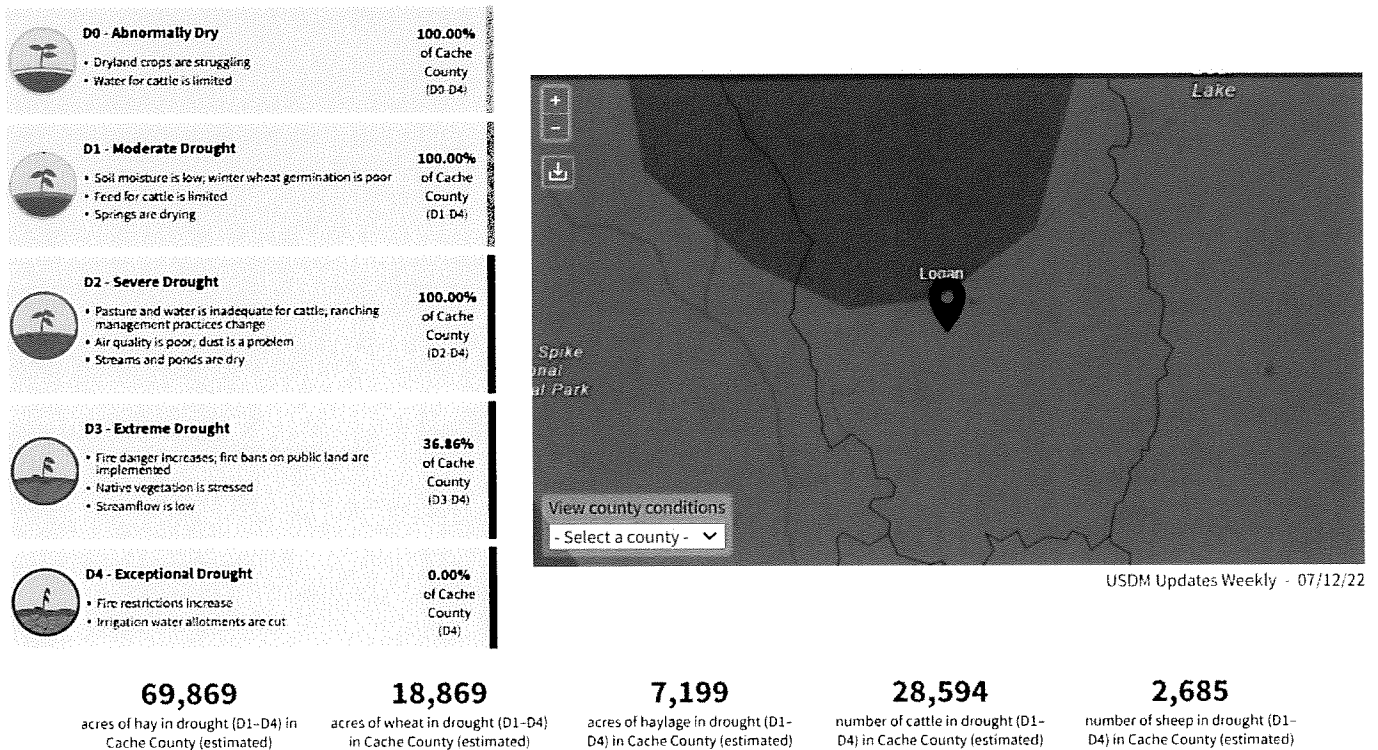 D0 - Abnormally Dry
• Dryland crops are struggling
• Water for cattle is limited
100.00%
of Cache
County
(D0-D4)
D1 - Moderate Drought
• Soil moisture is low; winter wheat germination is poor
• Feed for cattle is limited
• Springs are drying
100.00%
of Cache
County
(D1-D4)
D2 - Severe Drought
• Pasture and water is inadequate for cattle; ranching
management practices change
• Air quality is poor; dust is a problem
• Streams and ponds are dry
100.00%
of Cache
County
(D2-D4)
D3 - Extreme Drought
• Fire danger increases; fire bans on public land are
implemented
• Native vegetation is stressed
• Streamflow is low
36.86%
of Cache
County
(D3-D4)
D4 - Exceptional Drought
• Fire restrictions increase
• Irrigation water allotments are cut
0.00%
of Cache
County
(D4)
+
−
Lake
Logan
Spike
onal
al Park
View county conditions
- Select a county -
USDM Updates Weekly - 07/12/22
69,869
acres of hay in drought (D1–D4) in
Cache County (estimated)
18,869
acres of wheat in drought (D1–D4)
in Cache County (estimated)
7,199
acres of haylage in drought (D1–
D4) in Cache County (estimated)
28,594
number of cattle in drought (D1–
D4) in Cache County (estimated)
2,685
number of sheep in drought (D1–
D4) in Cache County (estimated)